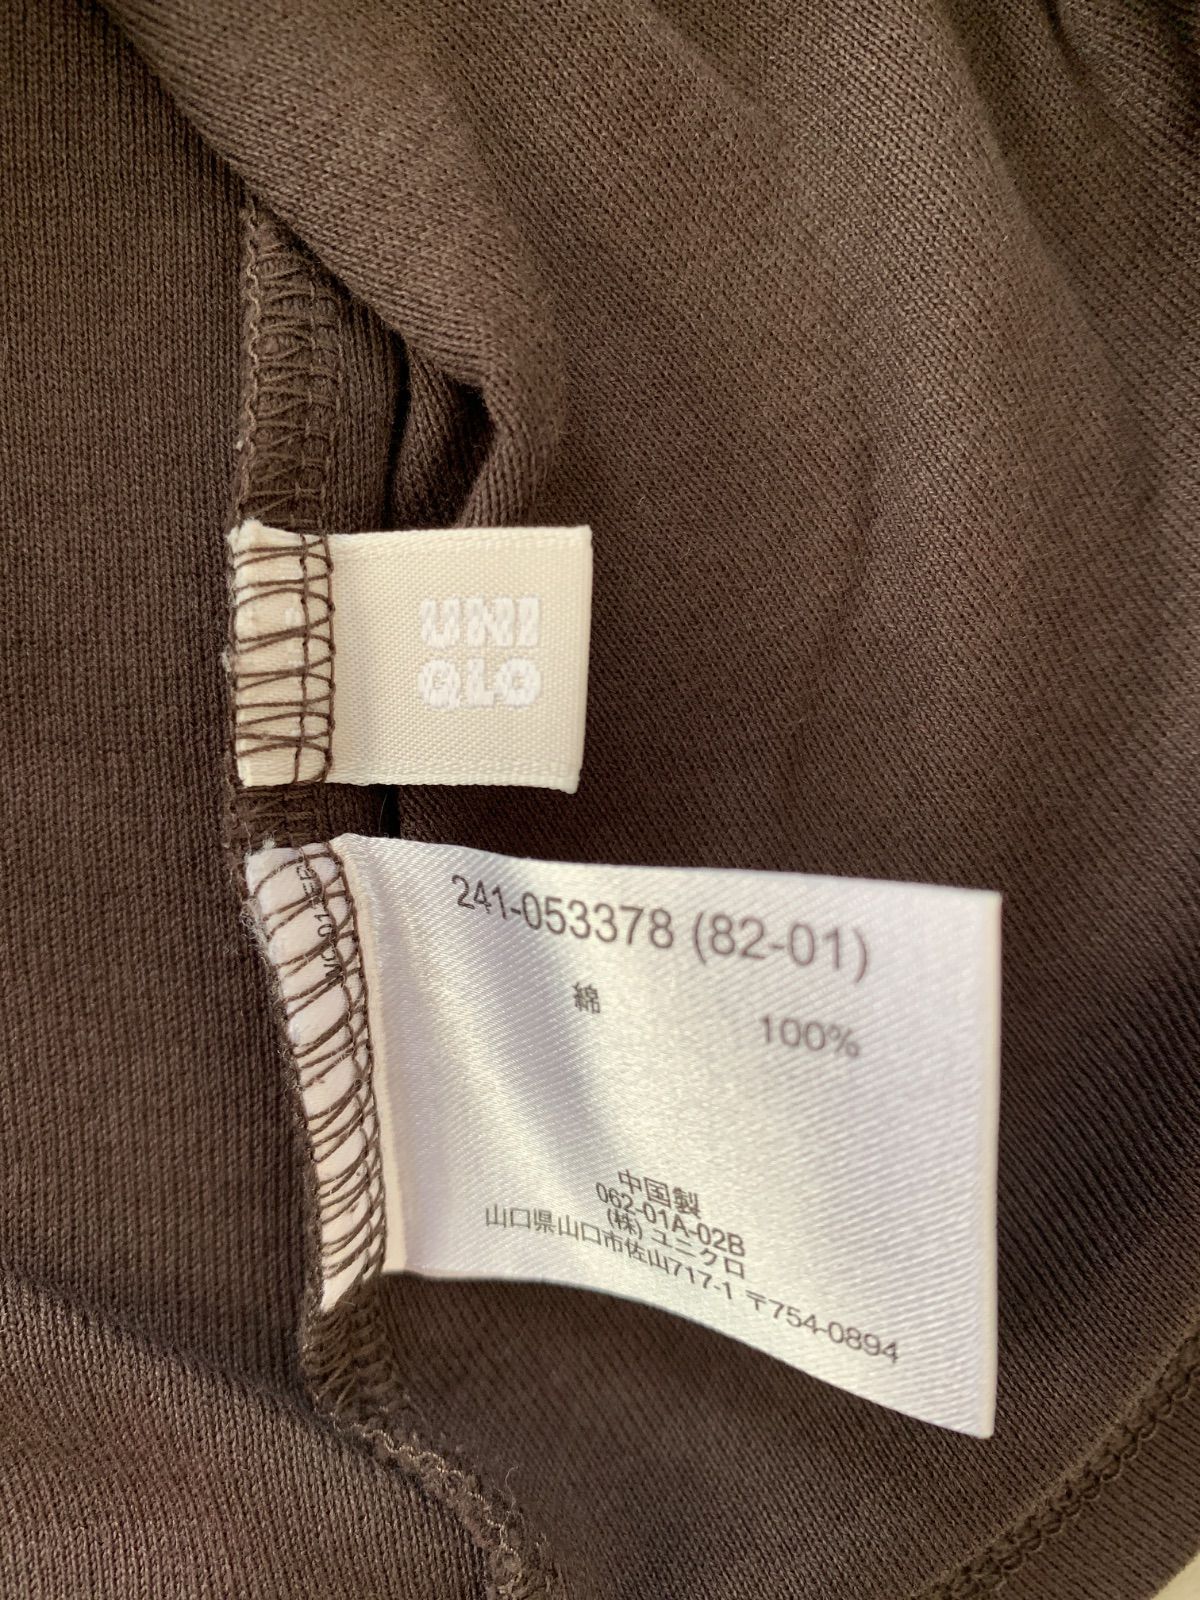 UNI
QLO
241-053378 (82-01)
綿 100%
中国製
062-01A-02B
(株) ユニクロ
山口県山口市佐山717-1 〒754-0894